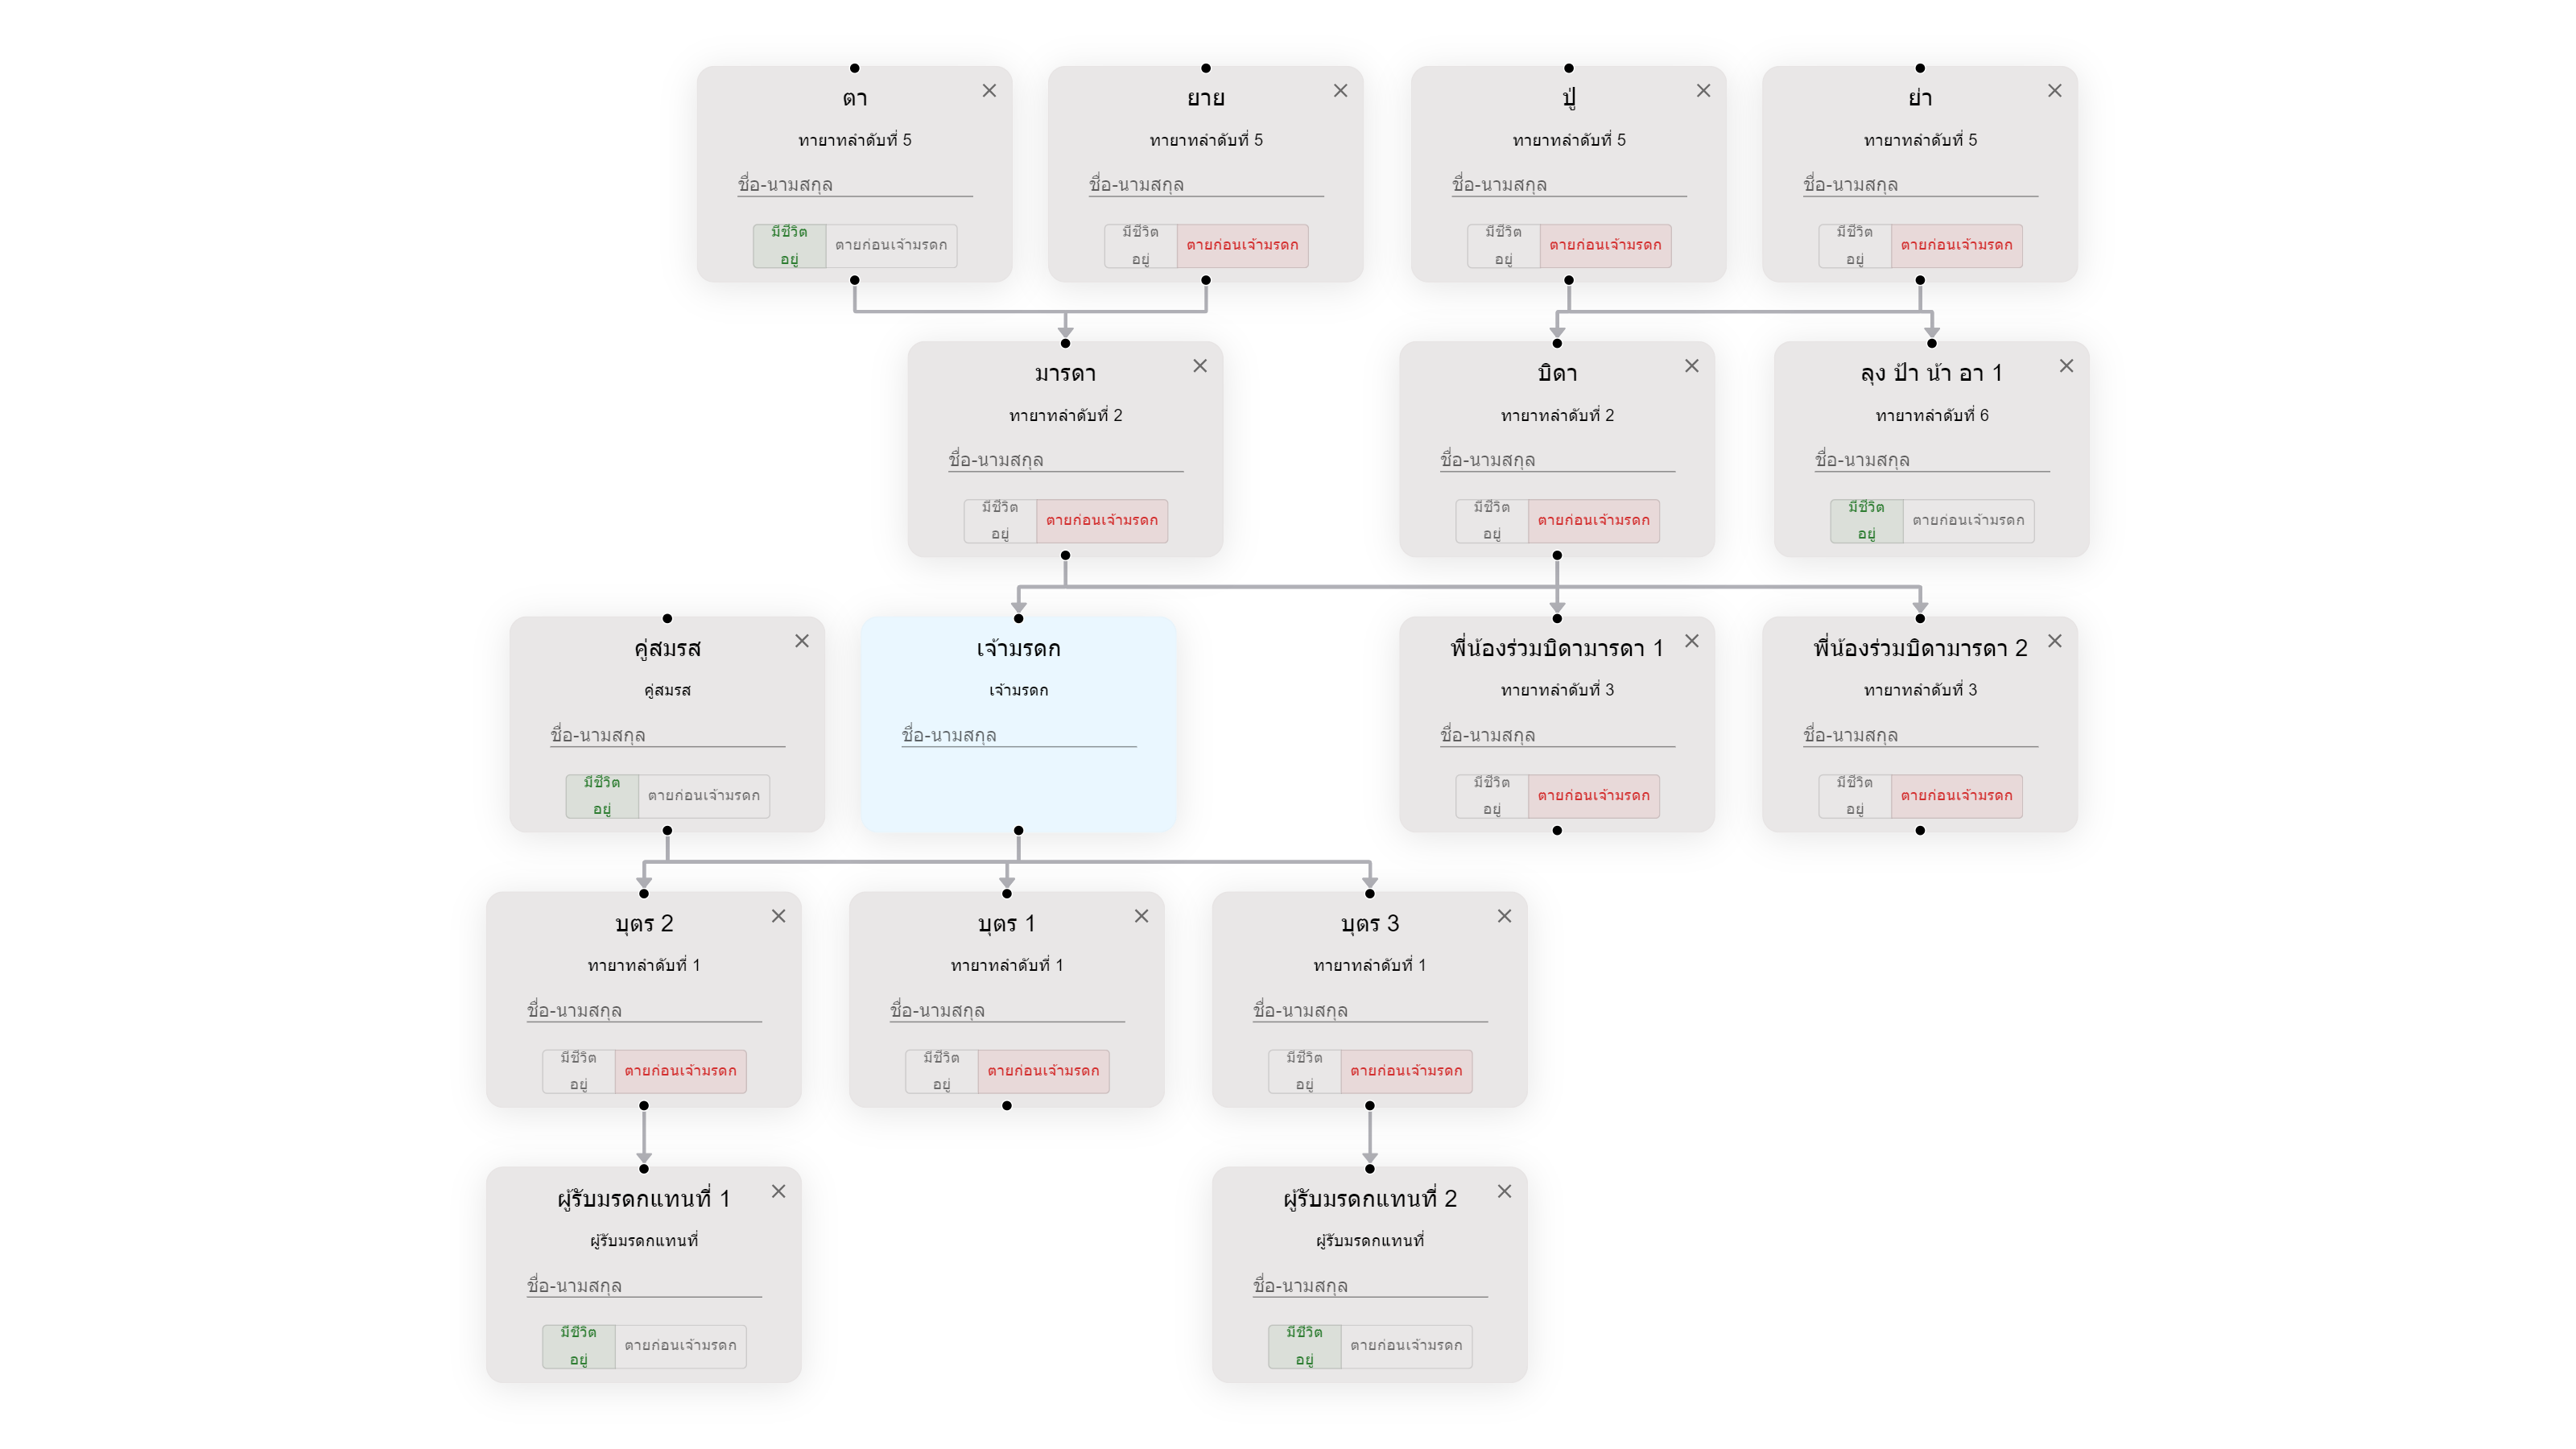 ตา
ทายาทลำดับที่ 5
ชื่อ-นามสกุล
มีชีวิต
อยู่
ตายก่อนเจ้ามรดก
ยาย
ทายาทลำดับที่ 5
ชื่อ-นามสกุล
มีชีวิต
อยู่
ตายก่อนเจ้ามรดก
ปู่
ทายาทลำดับที่ 5
ชื่อ-นามสกุล
มีชีวิต
อยู่
ตายก่อนเจ้ามรดก
ย่า
ทายาทลำดับที่ 5
ชื่อ-นามสกุล
มีชีวิต
อยู่
ตายก่อนเจ้ามรดก
มารดา
ทายาทลำดับที่ 2
ชื่อ-นามสกุล
มีชีวิต
อยู่
ตายก่อนเจ้ามรดก
บิดา
ทายาทลำดับที่ 2
ชื่อ-นามสกุล
มีชีวิต
อยู่
ตายก่อนเจ้ามรดก
ลุง ป้า น้า อา 1
ทายาทลำดับที่ 6
ชื่อ-นามสกุล
มีชีวิต
อยู่
ตายก่อนเจ้ามรดก
คู่สมรส
คู่สมรส
ชื่อ-นามสกุล
มีชีวิต
อยู่
ตายก่อนเจ้ามรดก
เจ้ามรดก
เจ้ามรดก
ชื่อ-นามสกุล
พี่น้องร่วมบิดามารดา 1
ทายาทลำดับที่ 3
ชื่อ-นามสกุล
มีชีวิต
อยู่
ตายก่อนเจ้ามรดก
พี่น้องร่วมบิดามารดา 2
ทายาทลำดับที่ 3
ชื่อ-นามสกุล
มีชีวิต
อยู่
ตายก่อนเจ้ามรดก
บุตร 2
ทายาทลำดับที่ 1
ชื่อ-นามสกุล
มีชีวิต
อยู่
ตายก่อนเจ้ามรดก
บุตร 1
ทายาทลำดับที่ 1
ชื่อ-นามสกุล
มีชีวิต
อยู่
ตายก่อนเจ้ามรดก
บุตร 3
ทายาทลำดับที่ 1
ชื่อ-นามสกุล
มีชีวิต
อยู่
ตายก่อนเจ้ามรดก
ผู้รับมรดกแทนที่ 1
ผู้รับมรดกแทนที่
ชื่อ-นามสกุล
มีชีวิต
อยู่
ตายก่อนเจ้ามรดก
ผู้รับมรดกแทนที่ 2
ผู้รับมรดกแทนที่
ชื่อ-นามสกุล
มีชีวิต
อยู่
ตายก่อนเจ้ามรดก